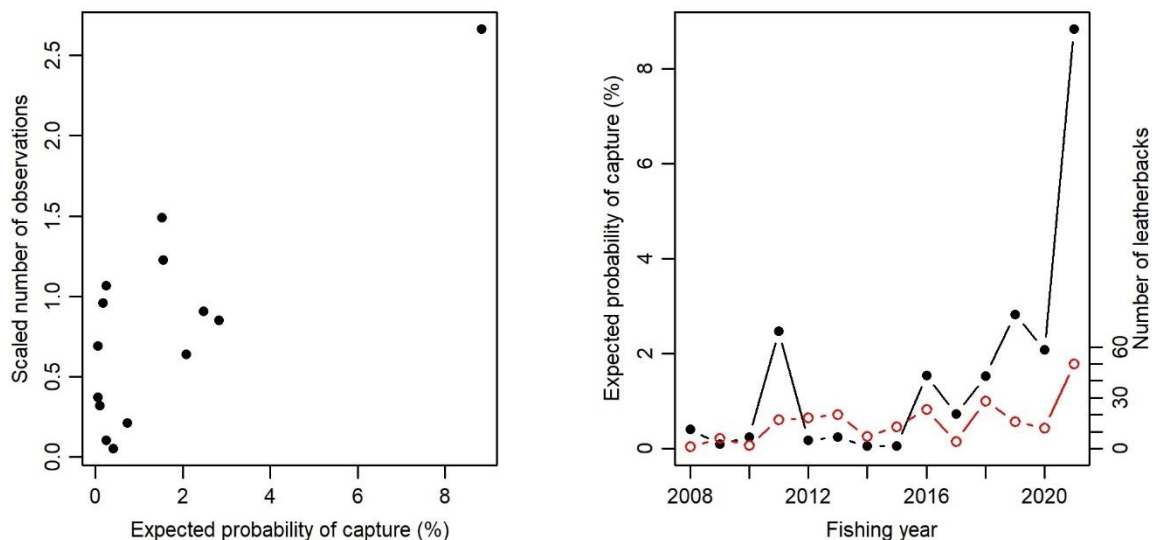 Scaled number of observations
2.5
2.0
1.5
1.0
0.5
0.0
0 2 4 6 8
Expected probability of capture (%)
Expected probability of capture (%)
8
6
4
2
0
Number of leatherbacks
60
30
0
2008 2012 2016 2020
Fishing year